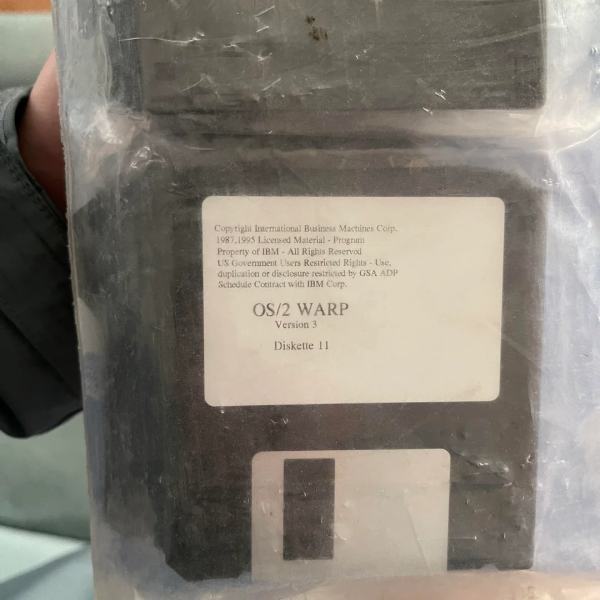 Copyright International Business Machines Corp.
1987,1995 Licensed Material - Program
Property of IBM - All Rights Reserved
US Government Users Restricted Rights - Use,
duplication or disclosure restricted by GSA ADP
Schedule Contract with IBM Corp.
OS/2 WARP
Version 3
Diskette 11